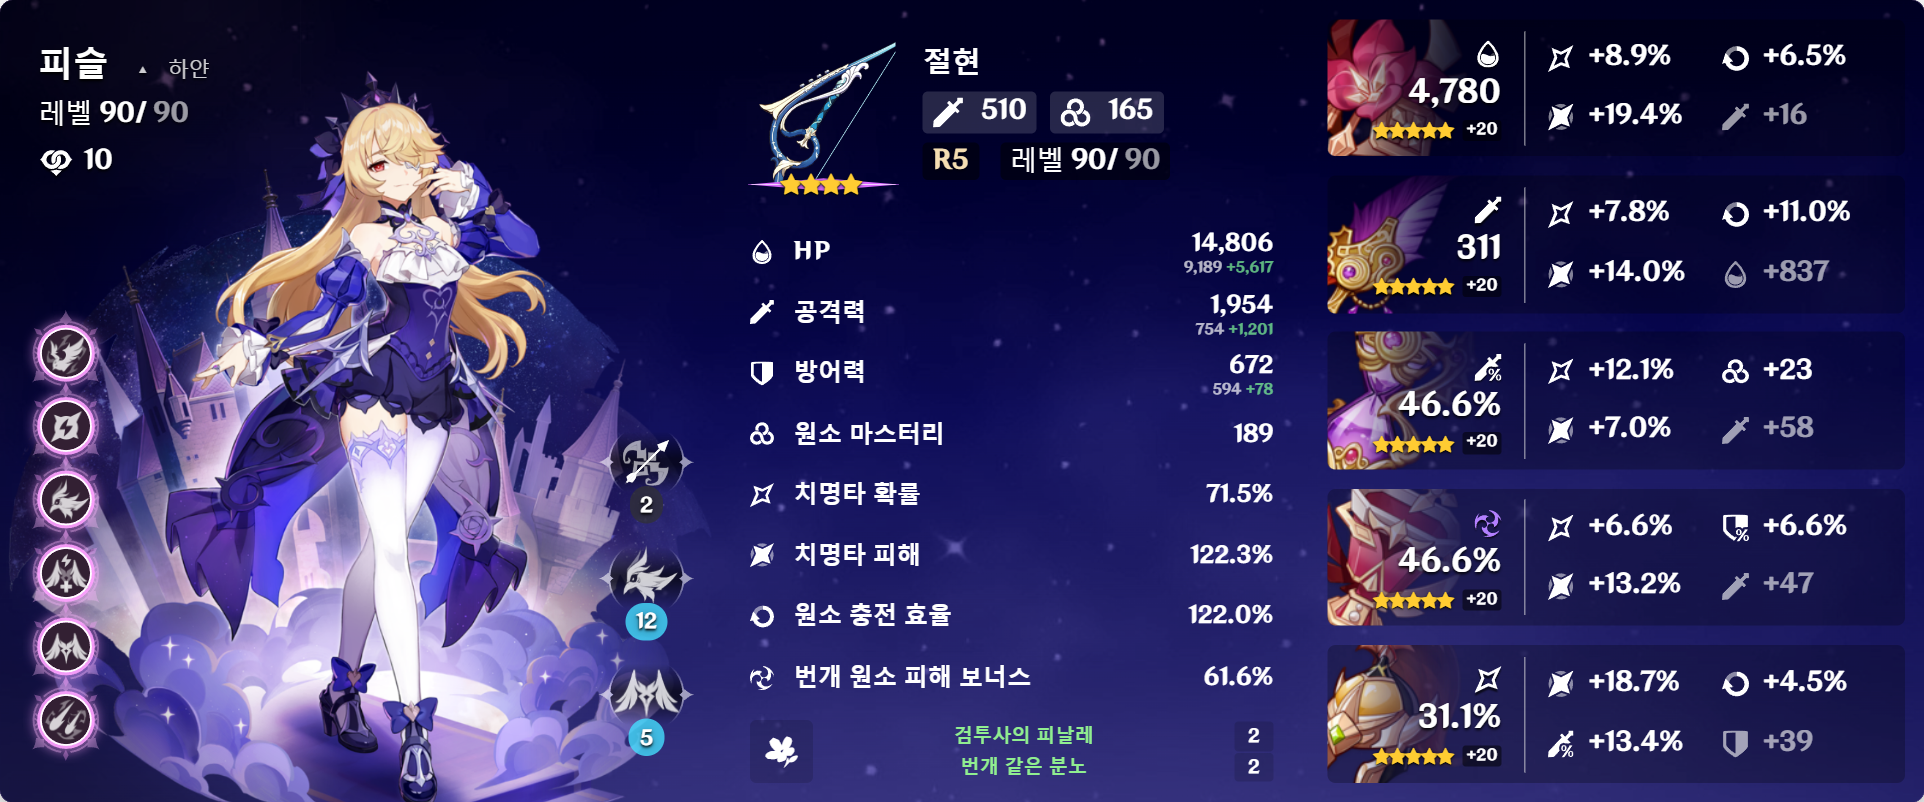 피슬 ▲ 하얀
레벨 90/ 90
10
2
12
5
절현
510 165
R5 레벨 90/ 90
HP 14,806
9,189 +5,617
공격력 1,954
754 +1,201
방어력 672
594 +78
원소 마스터리 189
치명타 확률 71.5%
치명타 피해 122.3%
원소 충전 효율 122.0%
번개 원소 피해 보너스 61.6%
검투사의 피날레 2
번개 같은 분노 2
4,780
+20
+8.9% +6.5%
+19.4% +16
311
+20
+7.8% +11.0%
+14.0% +837
46.6%
+20
+12.1% +23
+7.0% +58
46.6%
+20
+6.6% +6.6%
+13.2% +47
31.1%
+20
+18.7% +4.5%
+13.4% +39